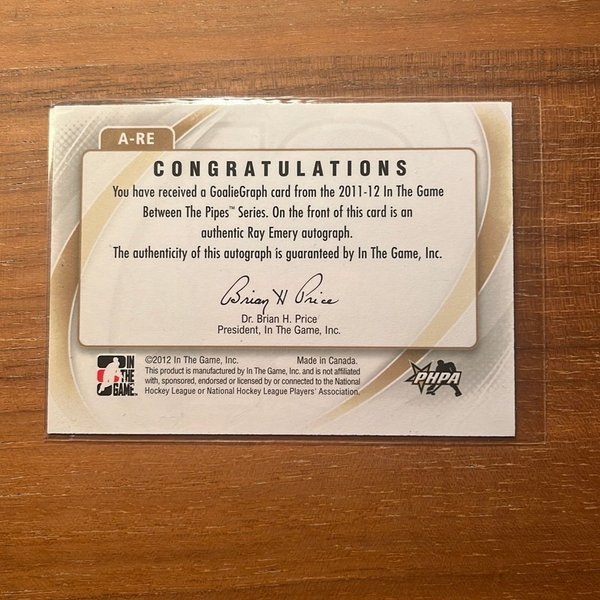 A-RE
CONGRATULATIONS
You have received a GoalieGraph card from the 2011-12 In The Game
Between The Pipes™ Series. On the front of this card is an
authentic Ray Emery autograph.
The authenticity of this autograph is guaranteed by In The Game, Inc.
Brian H Price
Dr. Brian H. Price
President, In The Game, Inc.
IN THE GAME
©2012 In The Game, Inc. Made in Canada.
This product is manufactured by In The Game, Inc. and is not affiliated
with, sponsored, endorsed or licensed by or connected to the National
Hockey League or National Hockey League Players' Association.
PHPA